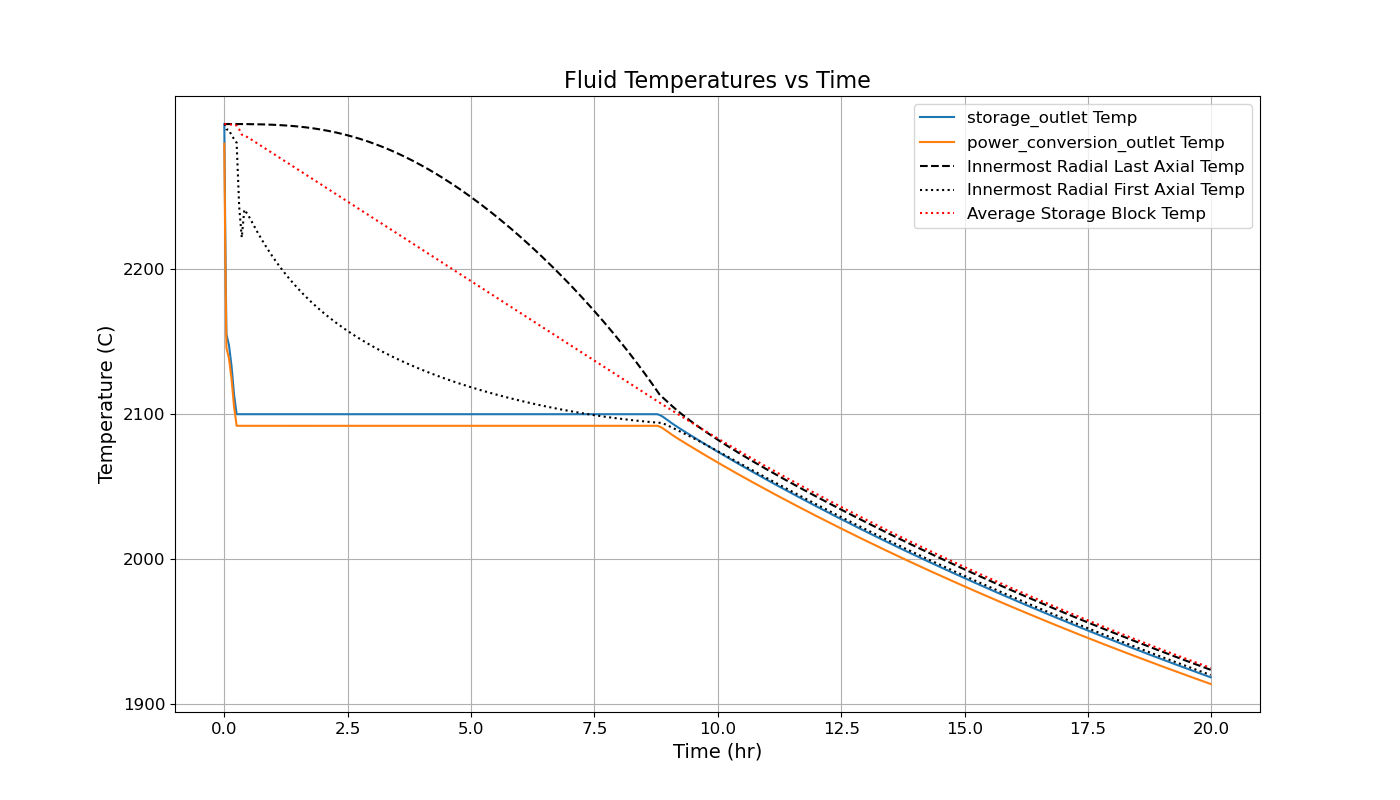 Fluid Temperatures vs Time
storage_outlet Temp
power_conversion_outlet Temp
Innermost Radial Last Axial Temp
Innermost Radial First Axial Temp
Average Storage Block Temp
Temperature (C)
2200
2100
2000
1900
0.0 2.5 5.0 7.5 10.0 12.5 15.0 17.5 20.0
Time (hr)